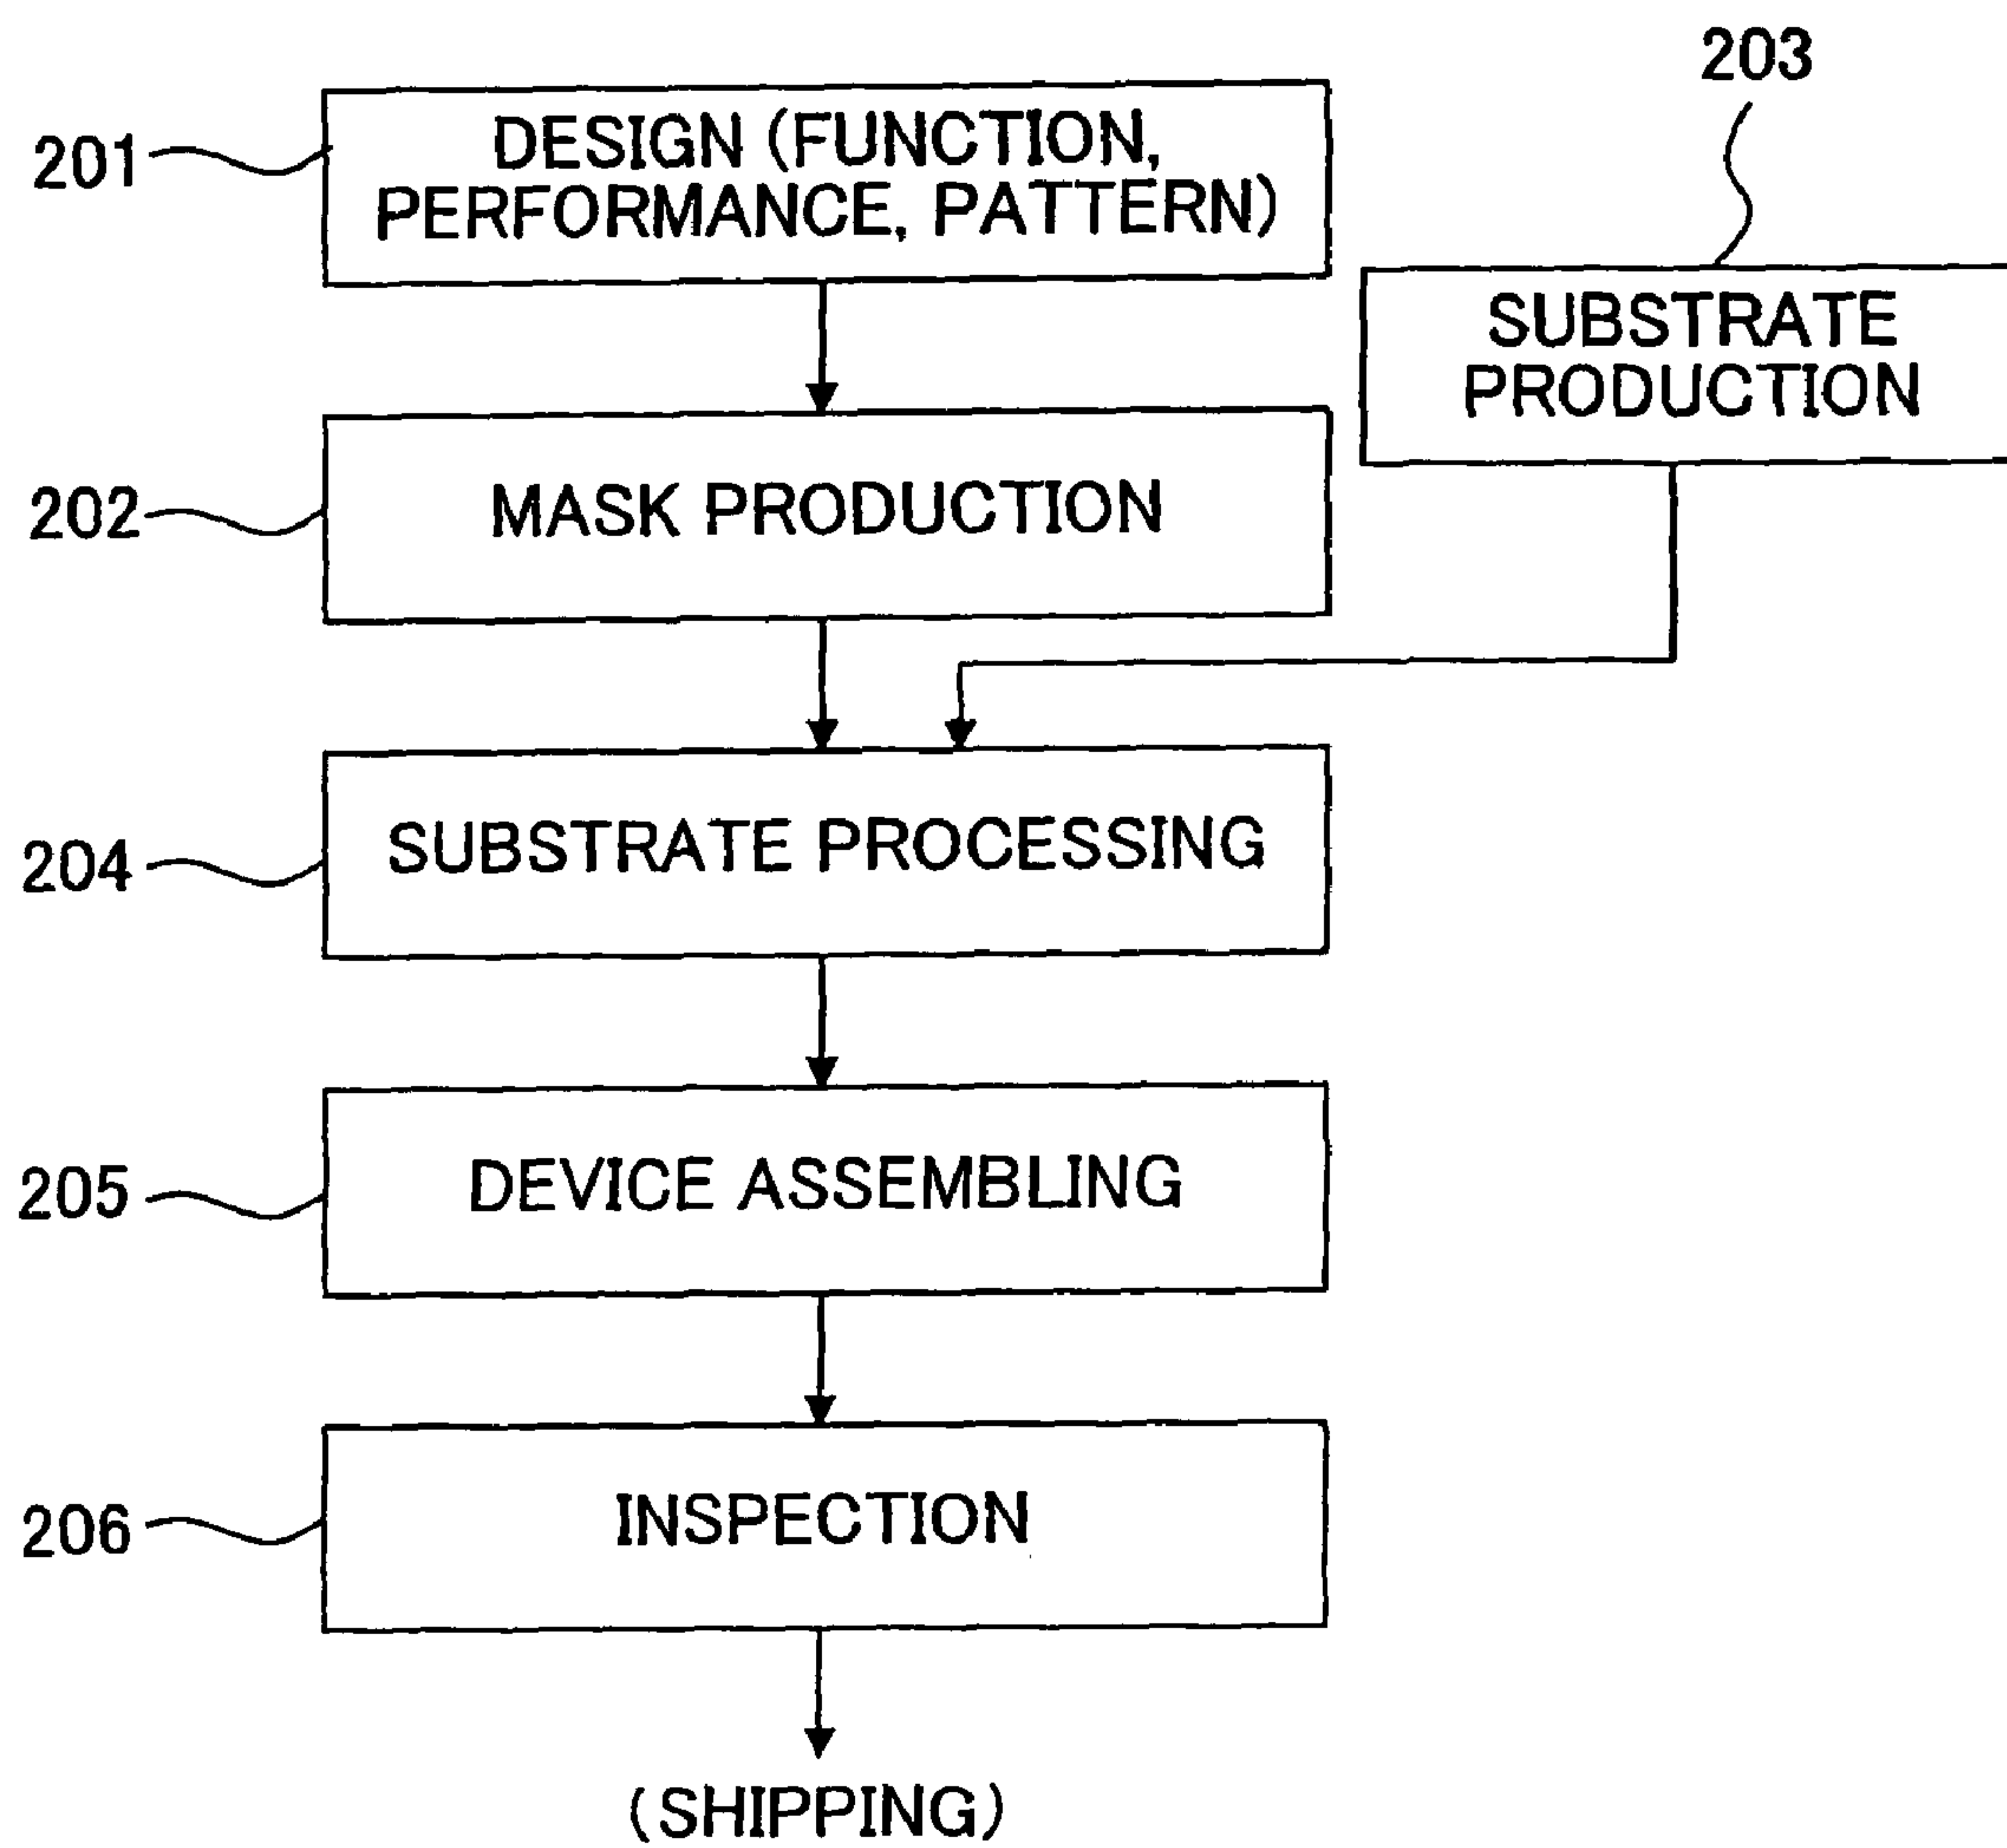 203
201
DESIGN (FUNCTION,
PERFORMANCE, PATTERN)
SUBSTRATE
PRODUCTION
202
MASK PRODUCTION
204
SUBSTRATE PROCESSING
205
DEVICE ASSEMBLING
206
INSPECTION
(SHIPPING)